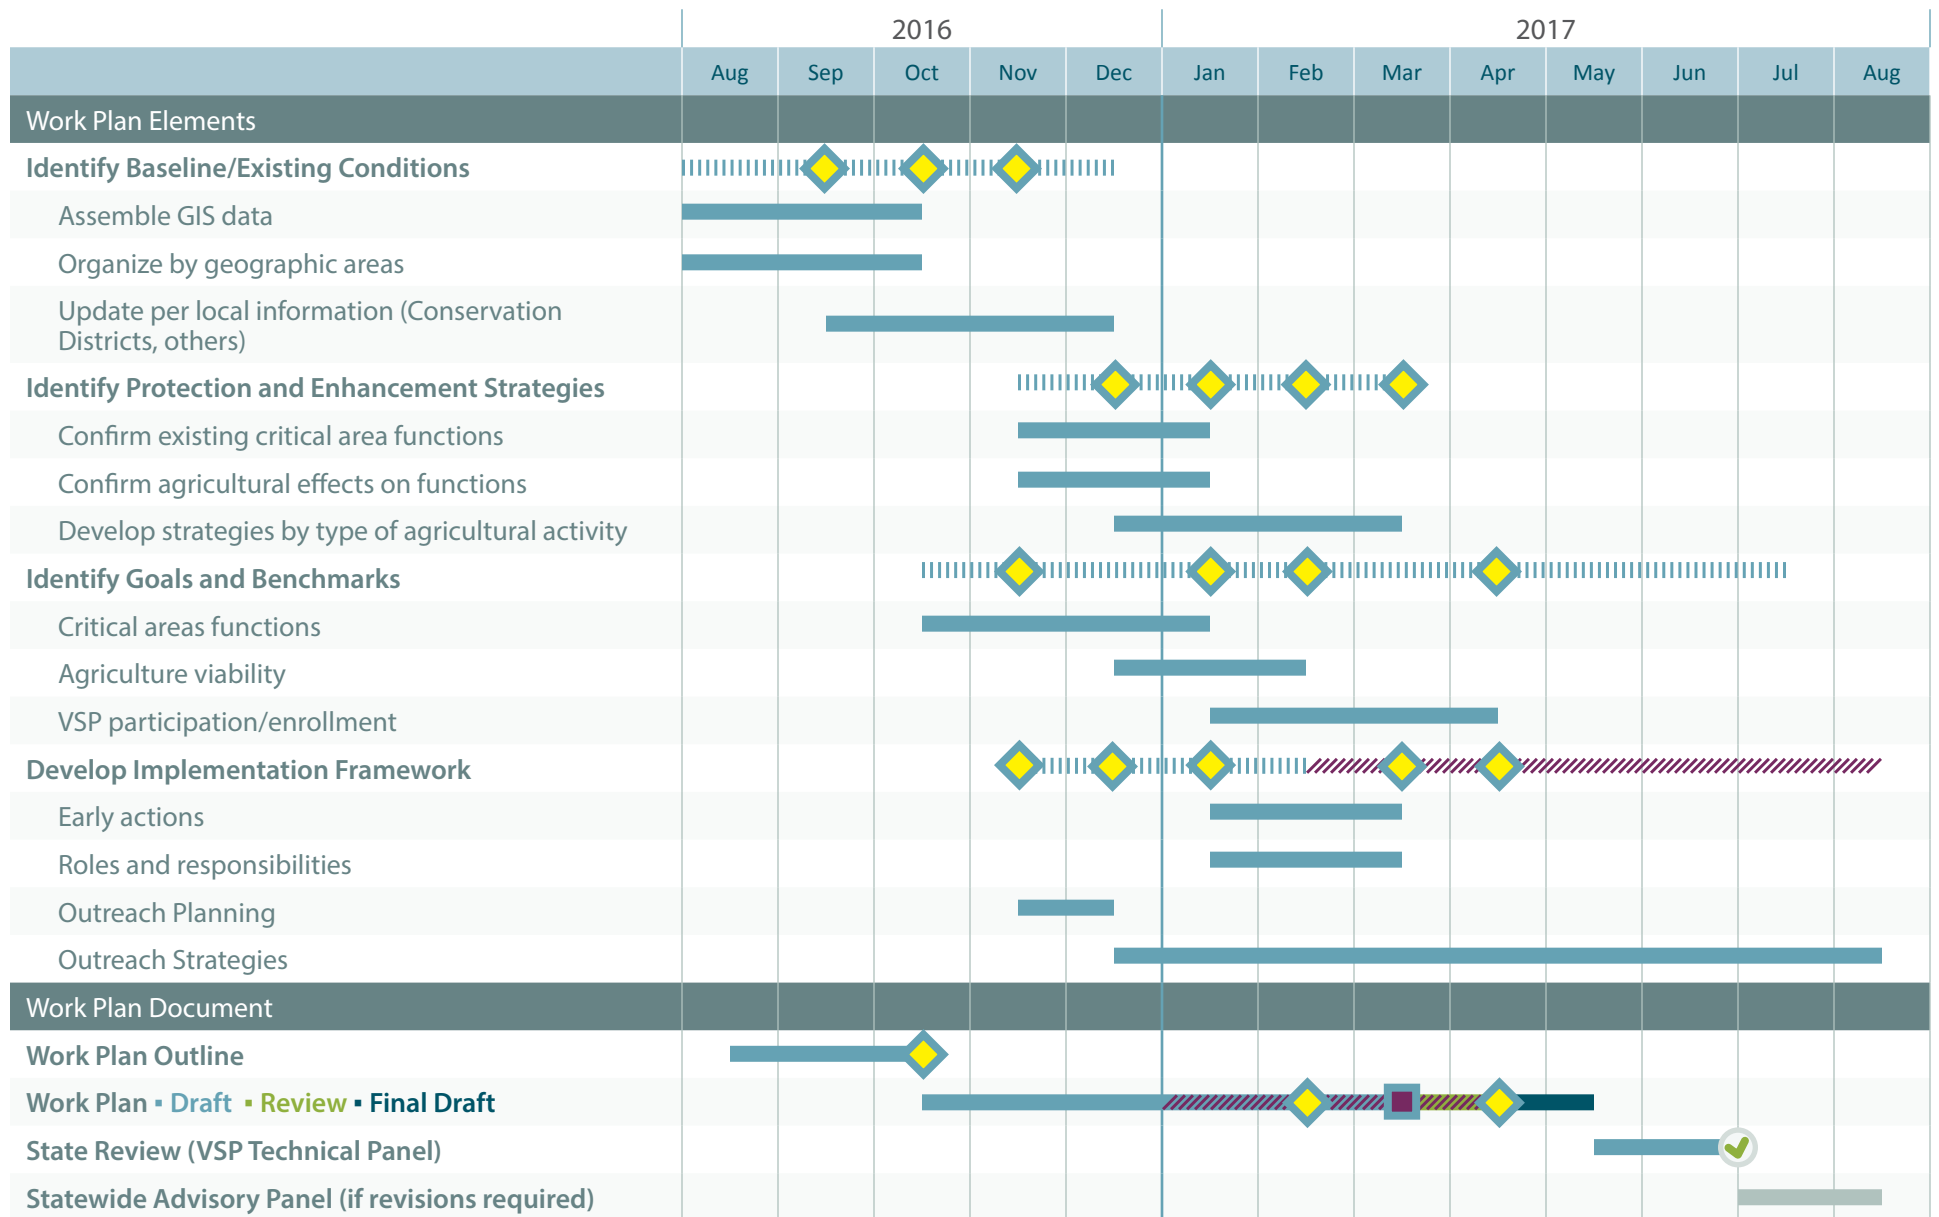 2016 2017
Aug Sep Oct Nov Dec Jan Feb Mar Apr May Jun Jul Aug
Work Plan Elements
Identify Baseline/Existing Conditions
Assemble GIS data
Organize by geographic areas
Update per local information (Conservation
Districts, others)
Identify Protection and Enhancement Strategies
Confirm existing critical area functions
Confirm agricultural effects on functions
Develop strategies by type of agricultural activity
Identify Goals and Benchmarks
Critical areas functions
Agriculture viability
VSP participation/enrollment
Develop Implementation Framework
Early actions
Roles and responsibilities
Outreach Planning
Outreach Strategies
Work Plan Document
Work Plan Outline
Work Plan ▪ Draft ▪ Review ▪ Final Draft
State Review (VSP Technical Panel)
Statewide Advisory Panel (if revisions required)